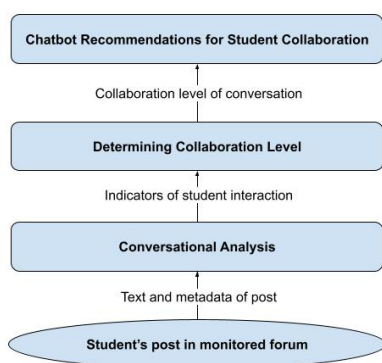 Chatbot Recommendations for Student Collaboration
Collaboration level of conversation
Determining Collaboration Level
Indicators of student interaction
Conversational Analysis
Text and metadata of post
Student's post in monitored forum